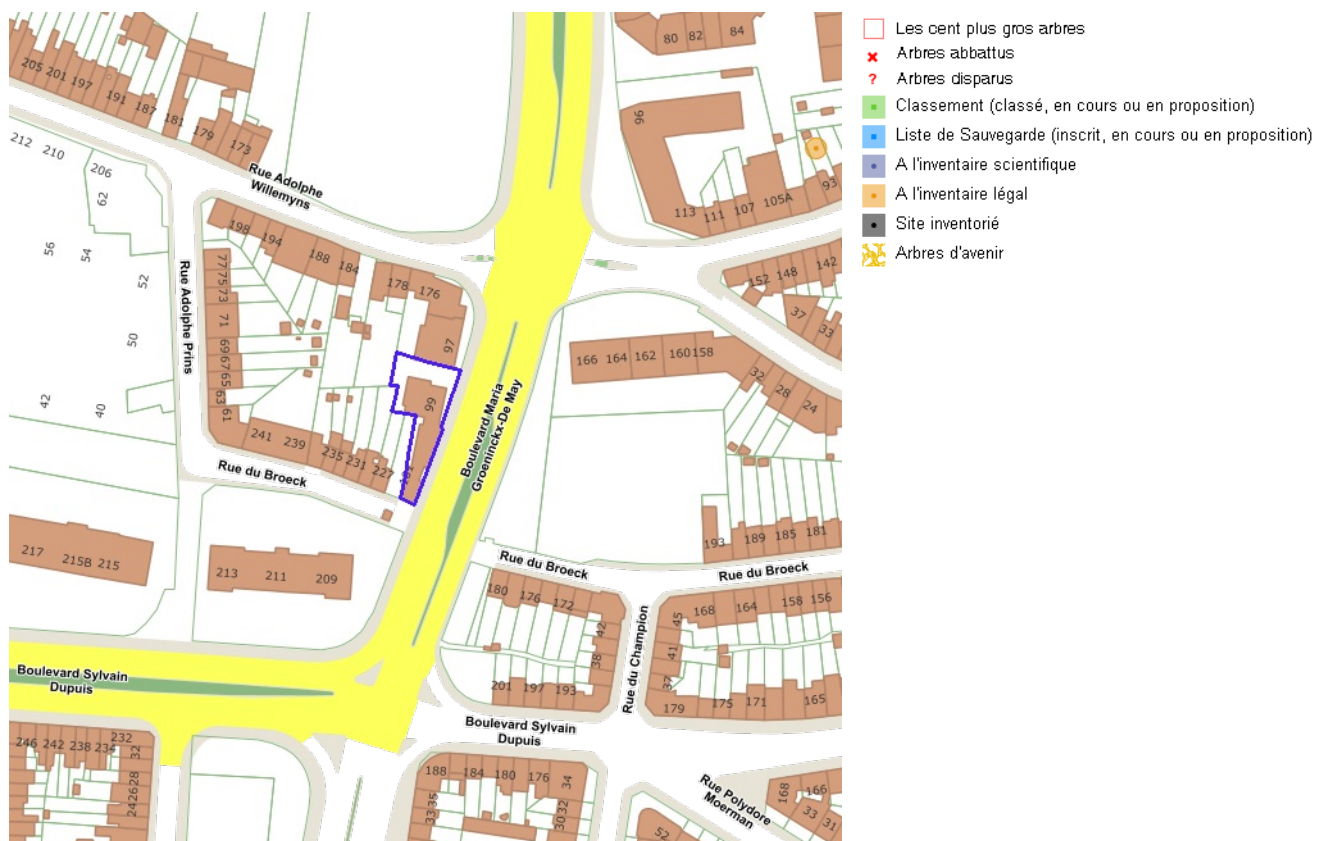 80 82 84
205 201 197 191 187 181 179 173
96
113 111 107 105A 93
212 210 206
62
Rue Adolphe
Willemyns
56 54 52
50
42 40
198 194 188 184 178 176
77 75 73 71 69 67 65 63 61
Rue Adolphe Prins
97
99
Boulevard Maria
Groeninckx-De May
152 148 142
37 33
166 164 162 160 158
32 28 24
241 239 235 231 227
Rue du Broeck
193 189 185 181
Rue du Broeck
Rue du Broeck
217 215B 215
213 211 209
180 176 172
42
38
Rue du Champion
45
41
37
168 164 158 156
201 197 193
179 175 171 165
Boulevard Sylvain
Dupuis
Boulevard Sylvain
Dupuis
246 242 238 234 232
32
28
26
24
188 184 180 176
34
32
30
35
33
Rue Polydore
Moerman
52
168 166
33 31
Les cent plus gros arbres
Arbres abbattus
Arbres disparus
Classement (classé, en cours ou en proposition)
Liste de Sauvegarde (inscrit, en cours ou en proposition)
A l'inventaire scientifique
A l'inventaire légal
Site inventorié
Arbres d'avenir